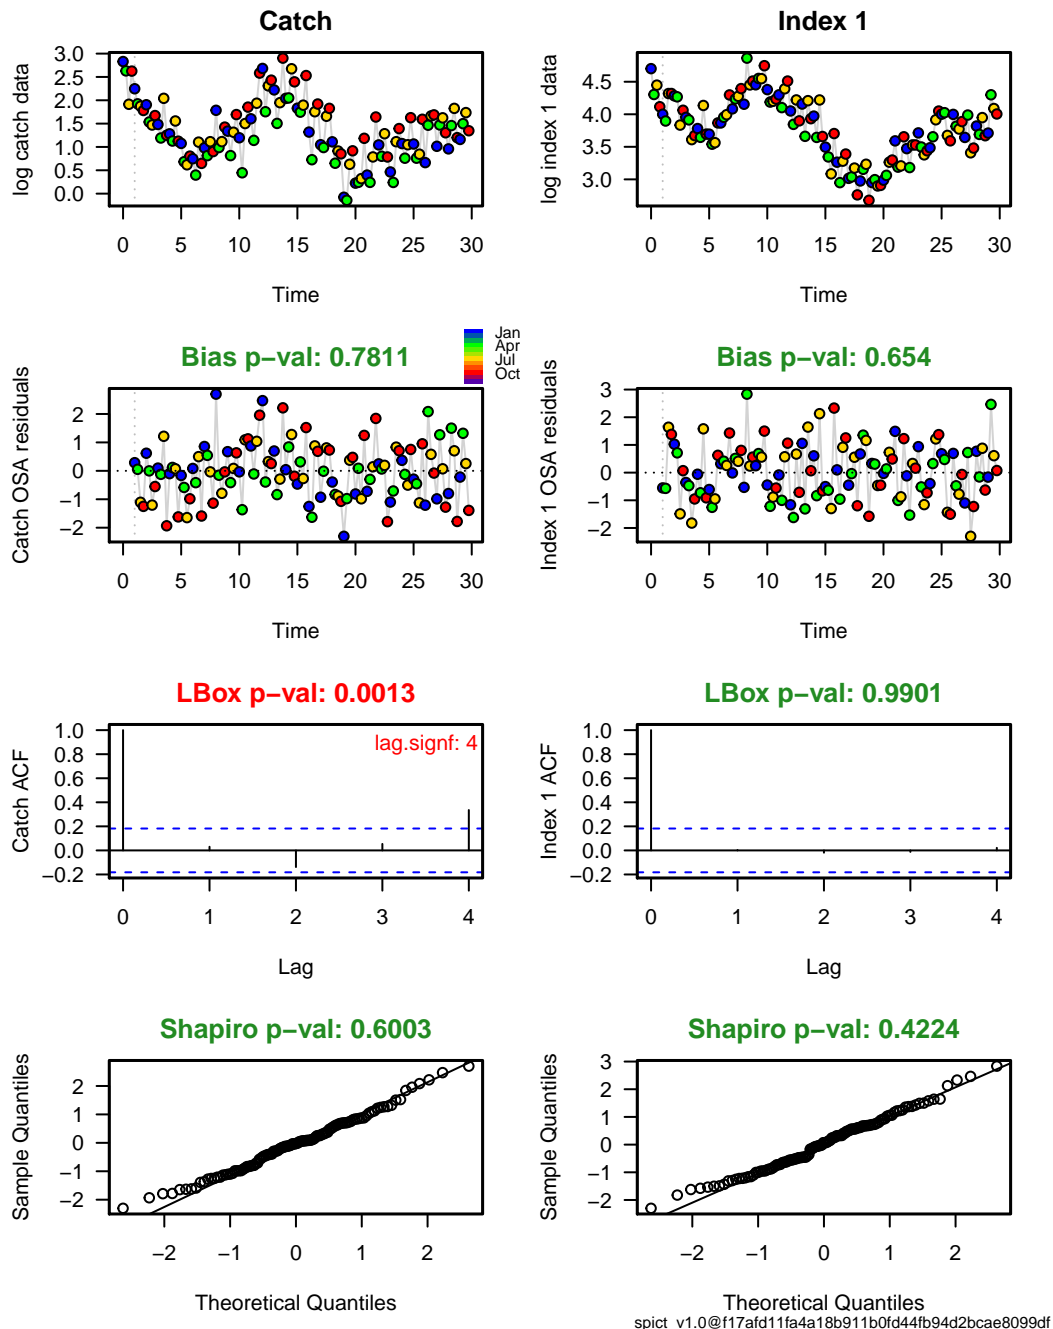 Catch
log catch data
3.0
2.5
2.0
1.5
1.0
0.5
0.0
0 5 10 15 20 25 30
Time
Index 1
log index 1 data
4.5
4.0
3.5
3.0
0 5 10 15 20 25 30
Time
Bias p−val: 0.7811
Jan
Apr
Jul
Oct
Catch OSA residuals
2
1
0
−1
−2
0 5 10 15 20 25 30
Time
Bias p−val: 0.654
Index 1 OSA residuals
3
2
1
0
−1
−2
0 5 10 15 20 25 30
Time
LBox p−val: 0.0013
lag.signf: 4
Catch ACF
1.0
0.8
0.6
0.4
0.2
0.0
−0.2
0 1 2 3 4
Lag
LBox p−val: 0.9901
Index 1 ACF
1.0
0.8
0.6
0.4
0.2
0.0
−0.2
0 1 2 3 4
Lag
Shapiro p−val: 0.6003
Sample Quantiles
2
1
0
−1
−2
−2 −1 0 1 2
Theoretical Quantiles
Shapiro p−val: 0.4224
Sample Quantiles
3
2
1
0
−1
−2
−2 −1 0 1 2
Theoretical Quantiles
spict_v1.0@f17afd11fa4a18b911b0fd44fb94d2bcae8099df